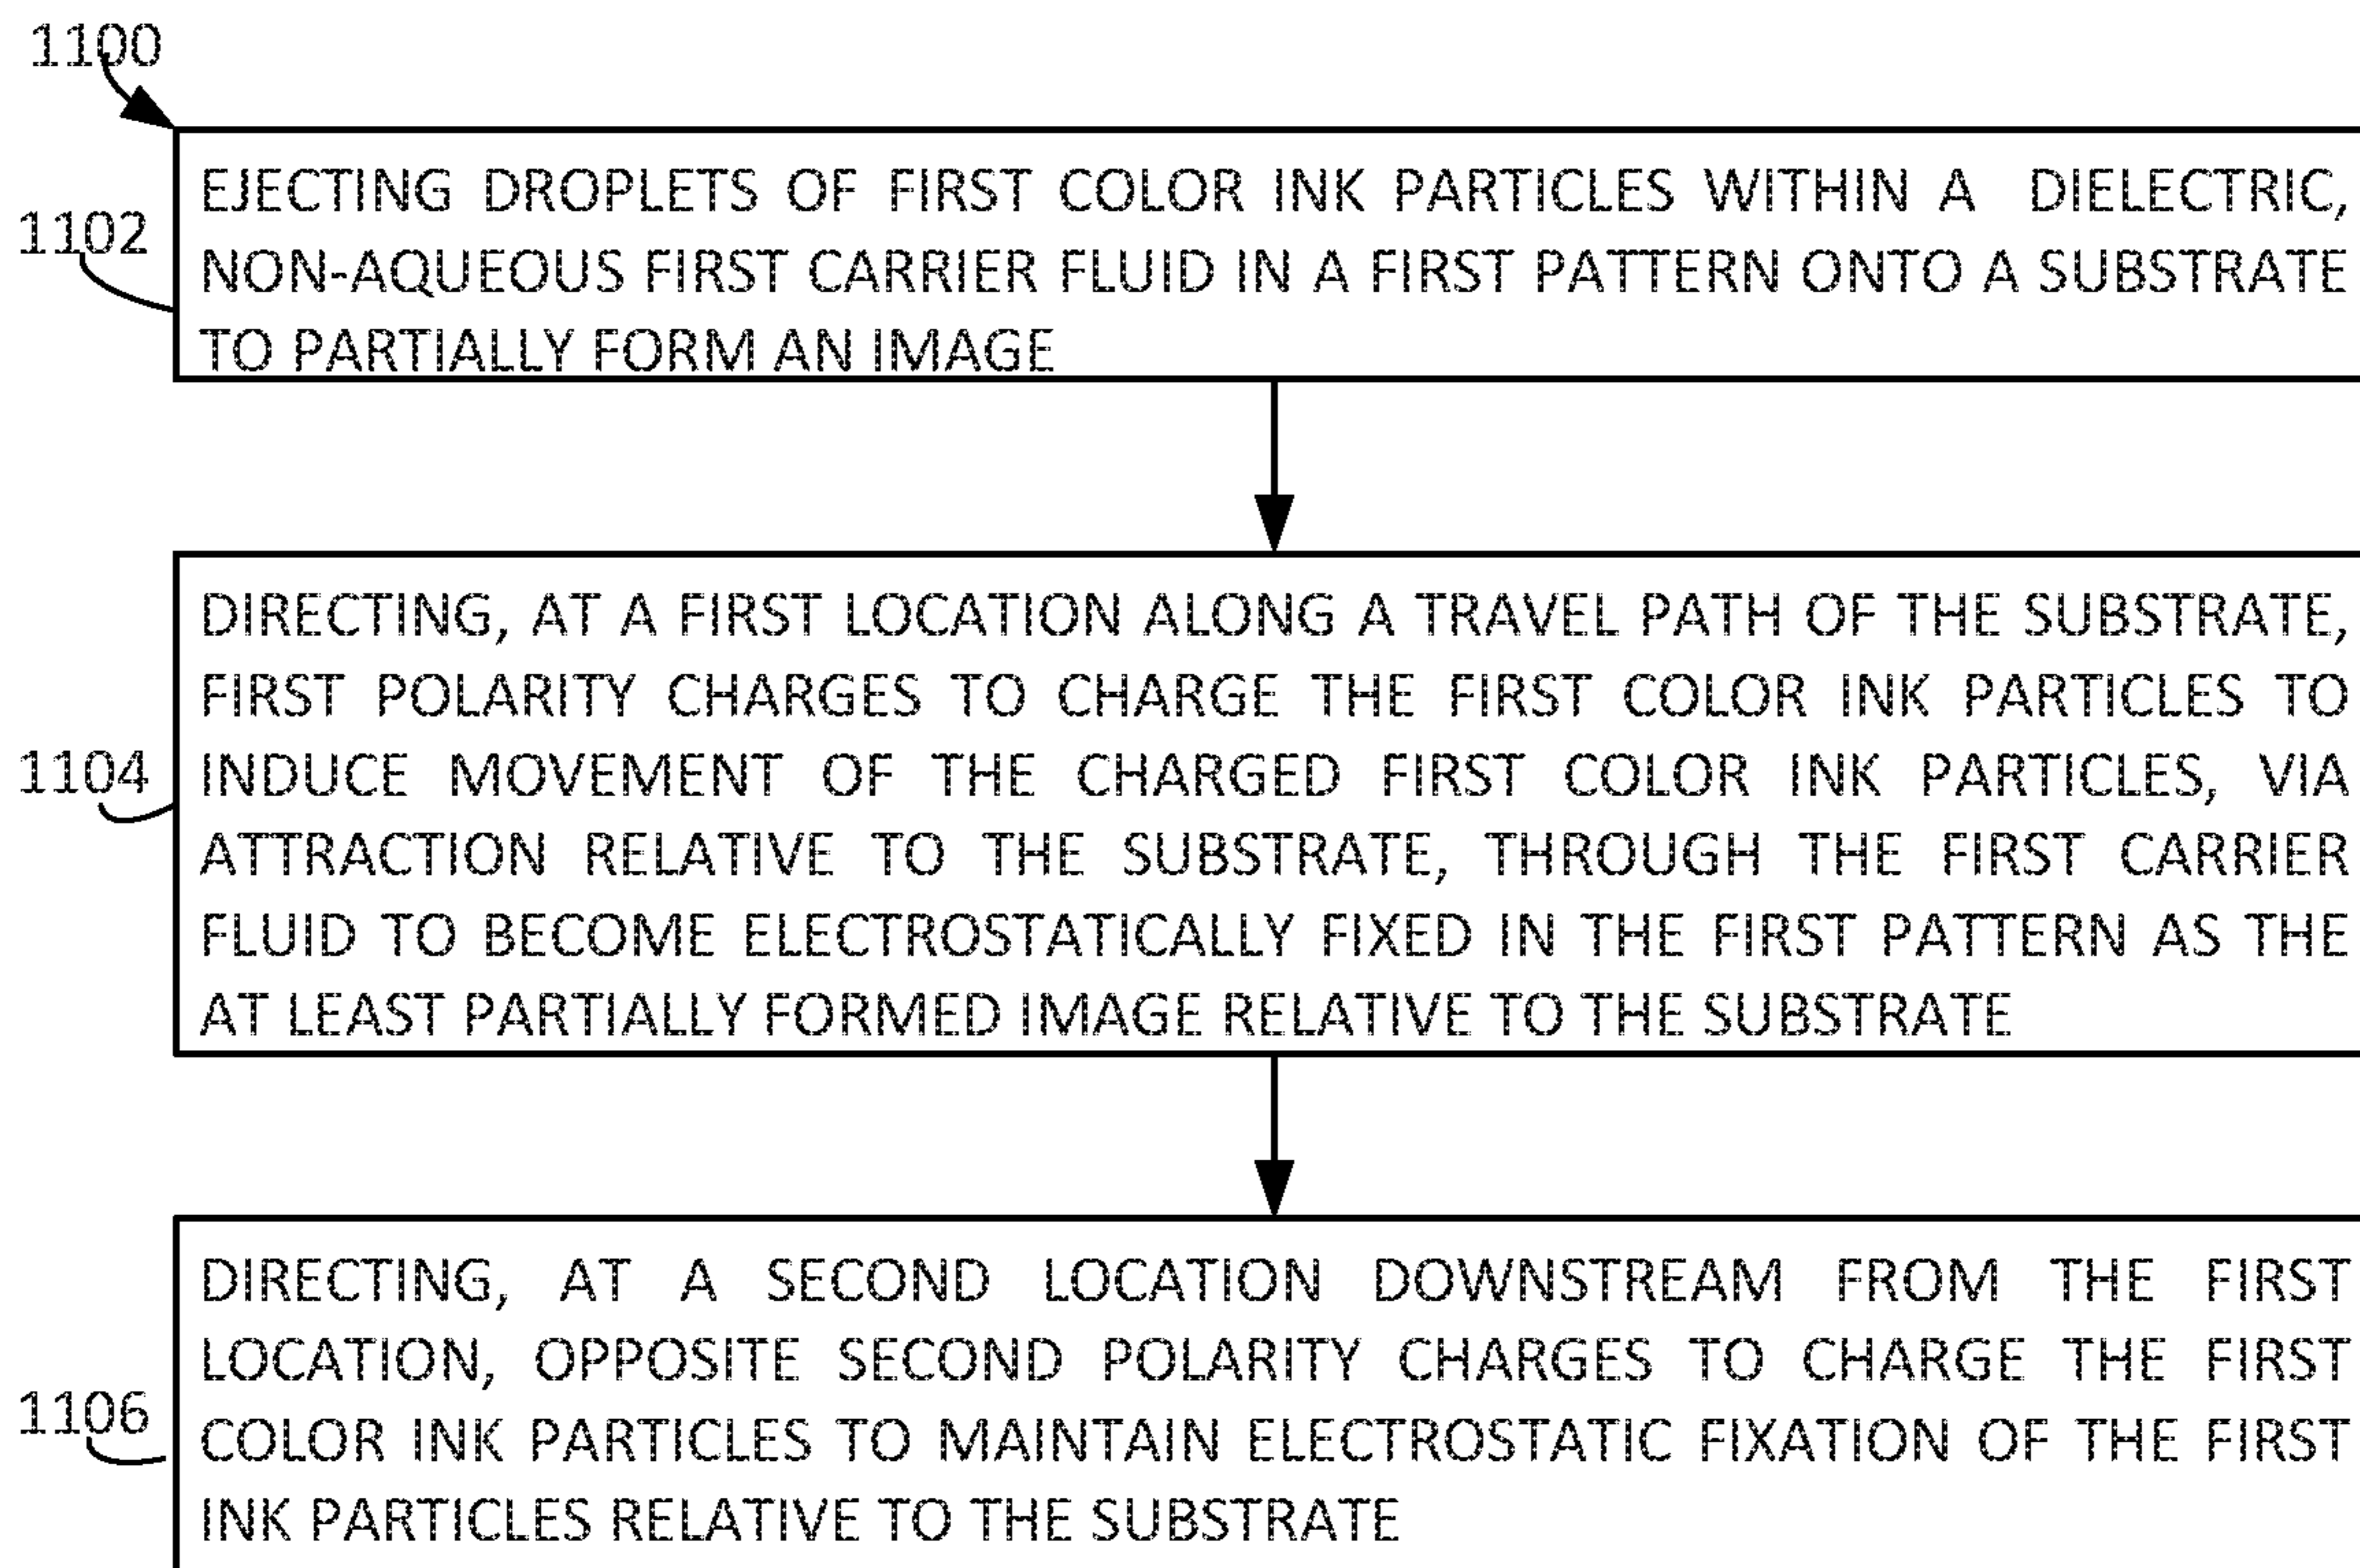 1100
1102
EJECTING DROPLETS OF FIRST COLOR INK PARTICLES WITHIN A DIELECTRIC,
NON-AQUEOUS FIRST CARRIER FLUID IN A FIRST PATTERN ONTO A SUBSTRATE
TO PARTIALLY FORM AN IMAGE
1104
DIRECTING, AT A FIRST LOCATION ALONG A TRAVEL PATH OF THE SUBSTRATE,
FIRST POLARITY CHARGES TO CHARGE THE FIRST COLOR INK PARTICLES TO
INDUCE MOVEMENT OF THE CHARGED FIRST COLOR INK PARTICLES, VIA
ATTRACTION RELATIVE TO THE SUBSTRATE, THROUGH THE FIRST CARRIER
FLUID TO BECOME ELECTROSTATICALLY FIXED IN THE FIRST PATTERN AS THE
AT LEAST PARTIALLY FORMED IMAGE RELATIVE TO THE SUBSTRATE
1106
DIRECTING, AT A SECOND LOCATION DOWNSTREAM FROM THE FIRST
LOCATION, OPPOSITE SECOND POLARITY CHARGES TO CHARGE THE FIRST
COLOR INK PARTICLES TO MAINTAIN ELECTROSTATIC FIXATION OF THE FIRST
INK PARTICLES RELATIVE TO THE SUBSTRATE